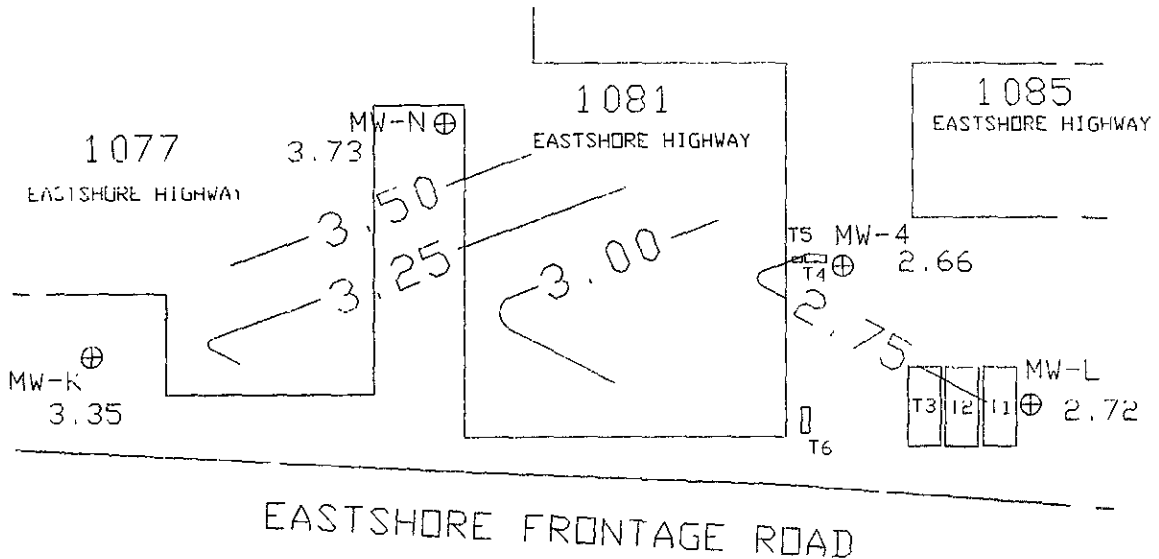 1077
EASTSHORE HIGHWAY
MW-N
3.73
1081
EASTSHORE HIGHWAY
1085
EASTSHORE HIGHWAY
3.50
3.25
3.00
2.75
T5
T4
MW-4
2.66
MW-K
3.35
T3
T2
T1
MW-L
2.72
T6
EASTSHORE FRONTAGE ROAD